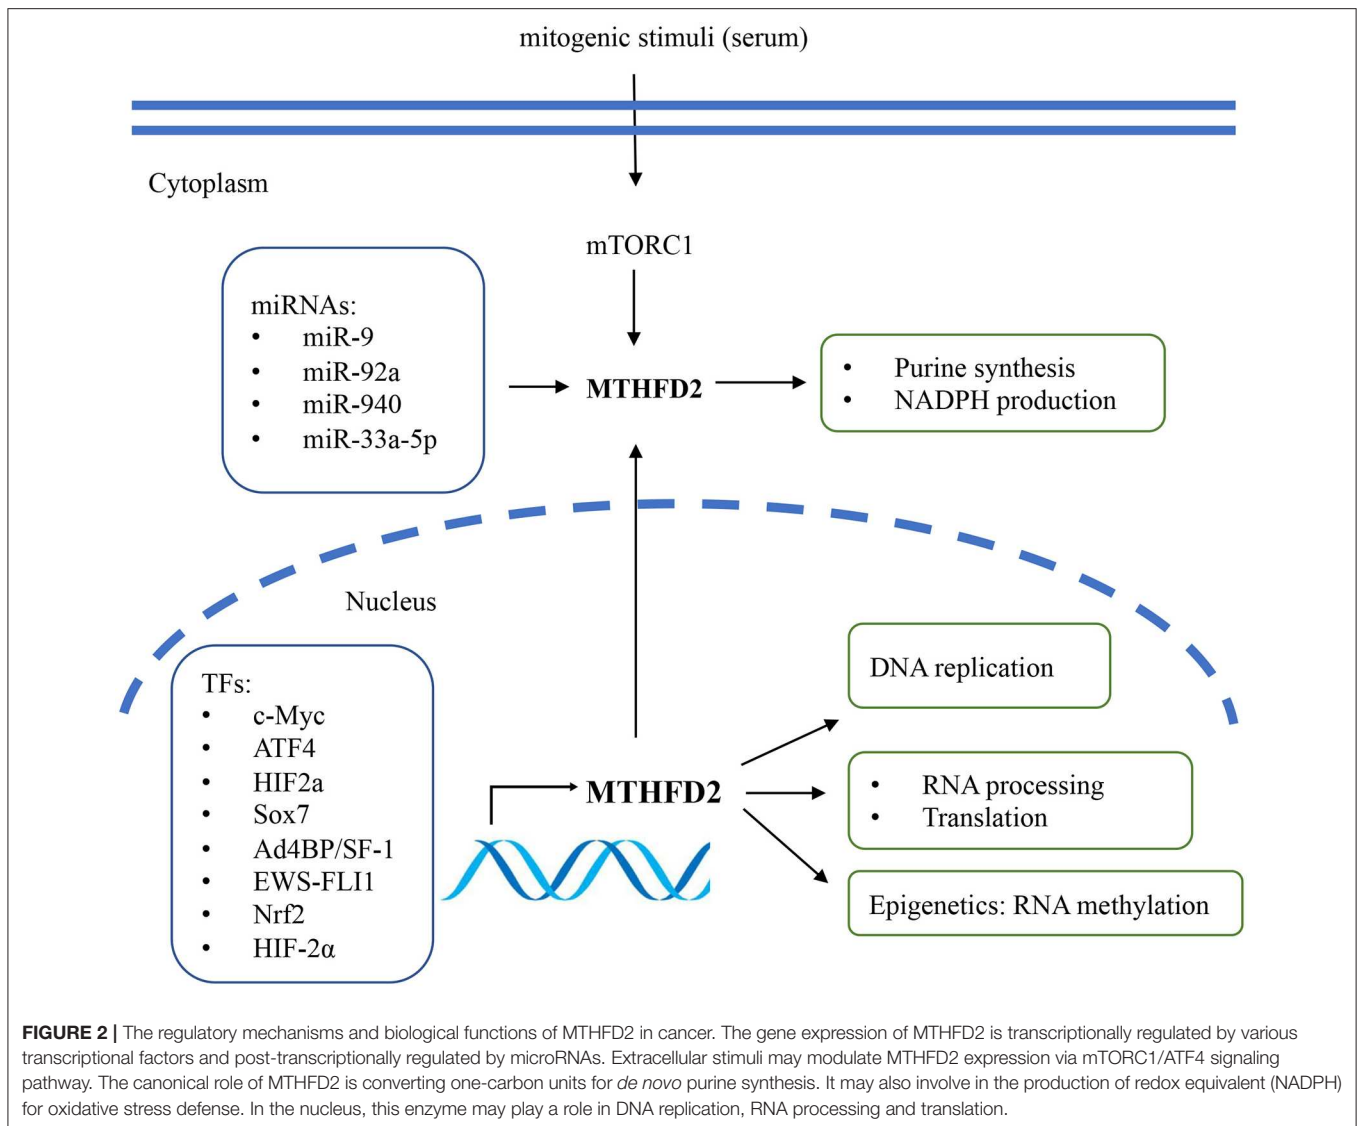 mitogenic stimuli (serum)
Cytoplasm
mTORC1
miRNAs:
• miR-9
• miR-92a
• miR-940
• miR-33a-5p
MTHFD2
• Purine synthesis
• NADPH production
Nucleus
TFs:
• c-Myc
• ATF4
• HIF2a
• Sox7
• Ad4BP/SF-1
• EWS-FLI1
• Nrf2
• HIF-2α
MTHFD2
DNA replication
• RNA processing
• Translation
Epigenetics: RNA methylation
FIGURE 2 | The regulatory mechanisms and biological functions of MTHFD2 in cancer. The gene expression of MTHFD2 is transcriptionally regulated by various
transcriptional factors and post-transcriptionally regulated by microRNAs. Extracellular stimuli may modulate MTHFD2 expression via mTORC1/ATF4 signaling
pathway. The canonical role of MTHFD2 is converting one-carbon units for de novo purine synthesis. It may also involve in the production of redox equivalent (NADPH)
for oxidative stress defense. In the nucleus, this enzyme may play a role in DNA replication, RNA processing and translation.